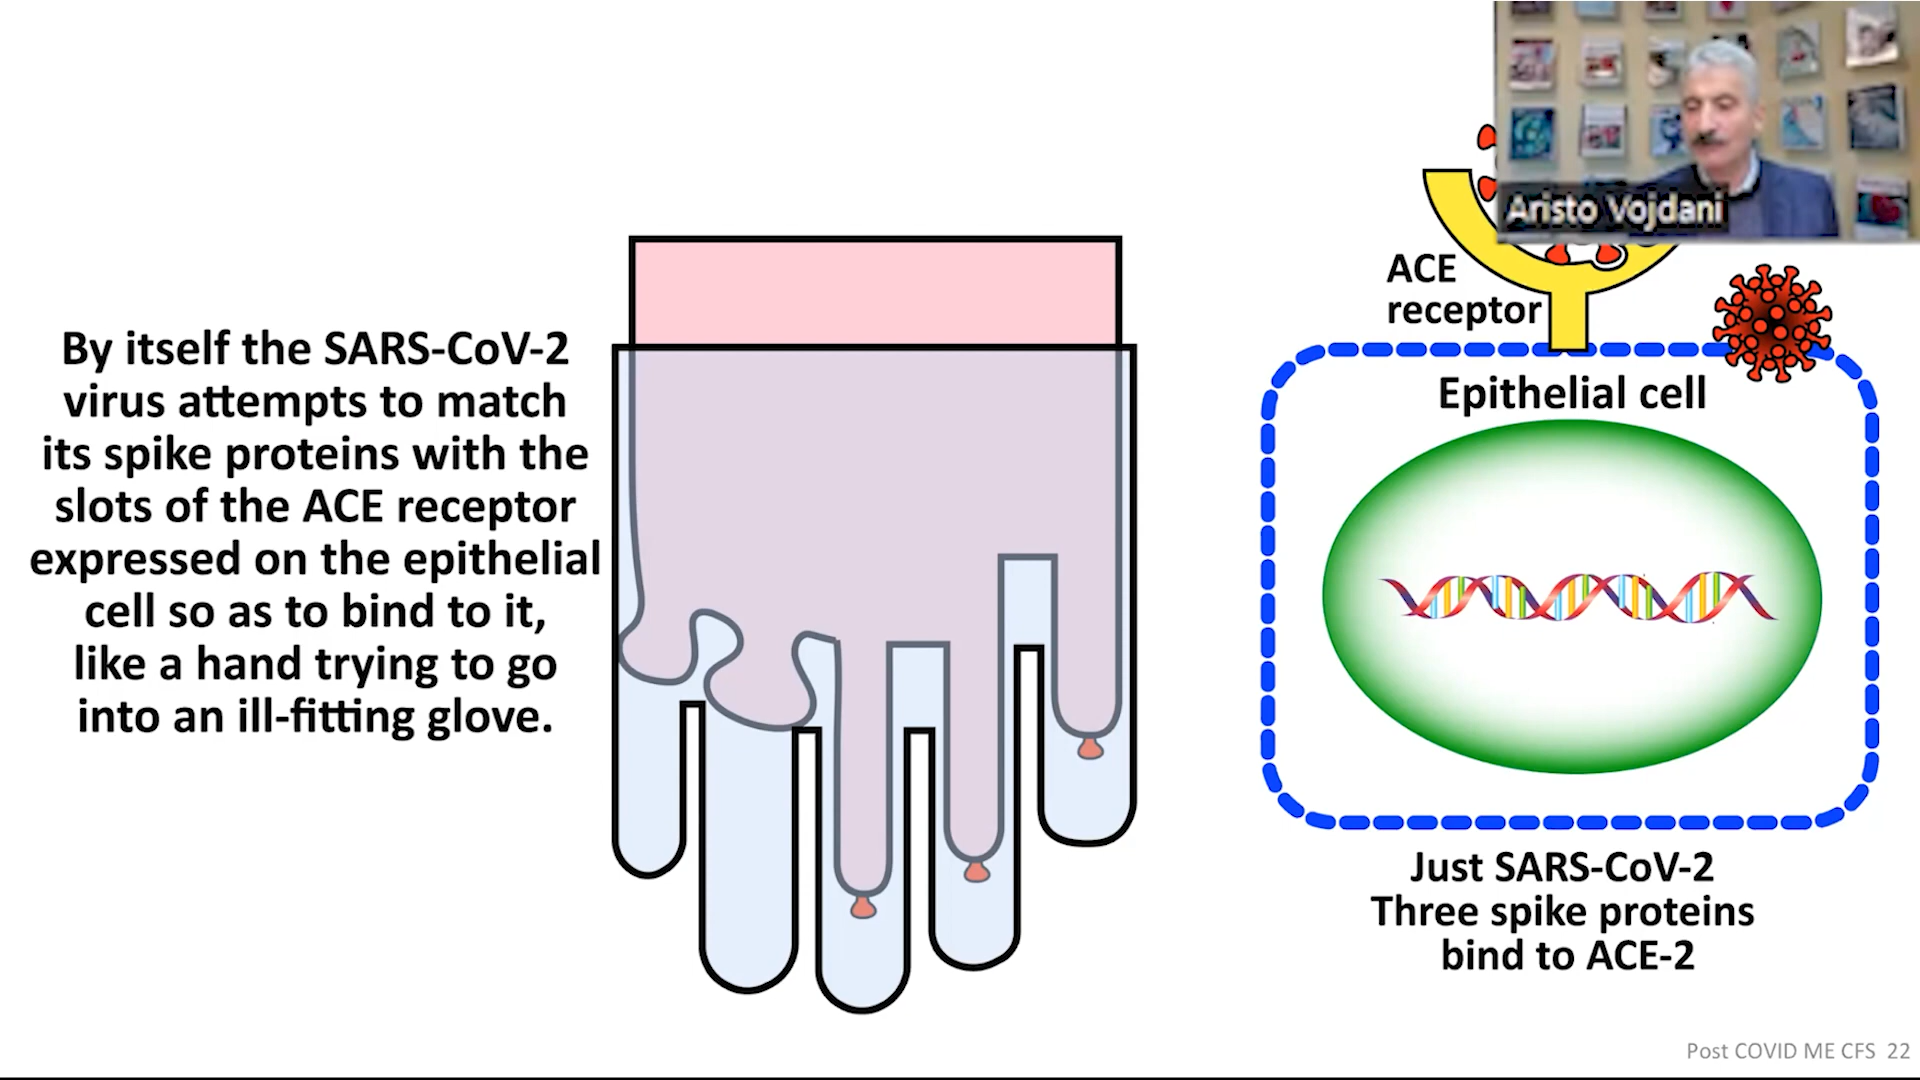 By itself the SARS-CoV-2
virus attempts to match
its spike proteins with the
slots of the ACE receptor
expressed on the epithelial
cell so as to bind to it,
like a hand trying to go
into an ill-fitting glove.
Aristo Vojdani
ACE
receptor
Epithelial cell
Just SARS-CoV-2
Three spike proteins
bind to ACE-2
Post COVID ME CFS 22